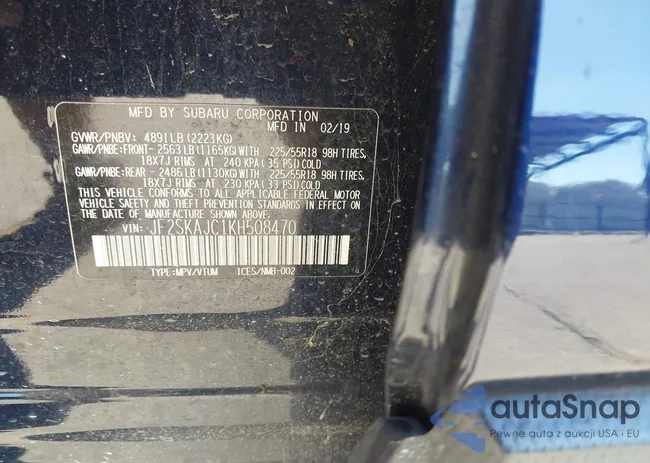 MFD BY SUBARU CORPORATION
MFD IN 02/19
GVWR/PNBV: 4891LB(2223KG)
GAWR/PNBE:FRONT-2563LB(1165KG)WITH 225/55R18 98H TIRES,
18X7J RIMS AT 240 KPA(35 PSI)COLD
GAWR/PNBE:REAR -2486LB(1130KG)WITH 225/55R18 98H TIRES,
18X7J RIMS AT 230 KPA(33 PSI)COLD
THIS VEHICLE CONFORMS TO ALL APPLICABLE FEDERAL MOTOR
VEHICLE SAFETY AND THEFT PREVENTION STANDARDS IN EFFECT
ON THE DATE OF MANUFACTURE SHOWN ABOVE.
VIN: JF2SKAJC1KH508470
TYPE:MPV/VTUM ICES/NMB-002
autaSnap
Pewne auta z aukcji USA i EU